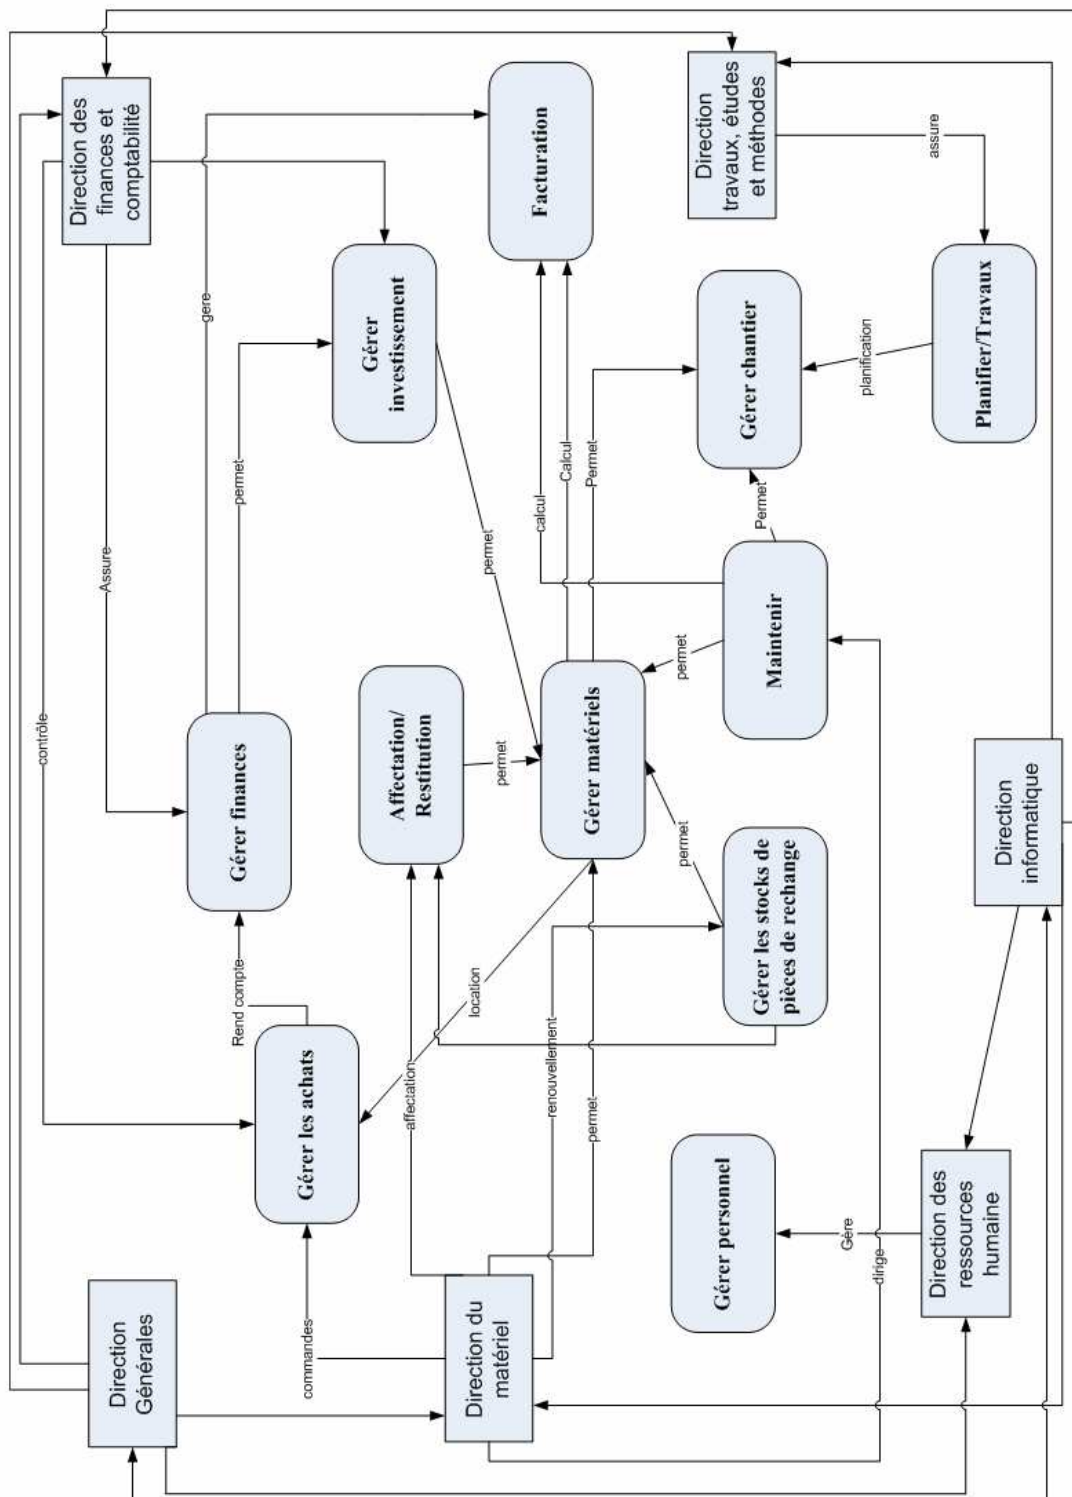 Direction
Générales
Direction des
finances et
comptabilité
contrôle
Assure
commandes
Gérer les achats
Rend compte
Gérer finances
permet
gere
Gérer
investissement
permet
Facturation
Affectation/
Restitution
permet
affectation
location
Direction du
matériel
renouvellement
permet
Gérer matériels
calcul
Calcul
Permet
permet
permet
Gérer les stocks de
pièces de rechange
Maintenir
Permet
Gérer chantier
planification
Direction
travaux, études
et méthodes
assure
Planifier/Travaux
Gérer personnel
Gère
dirige
Direction des
ressources
humaine
Direction
informatique